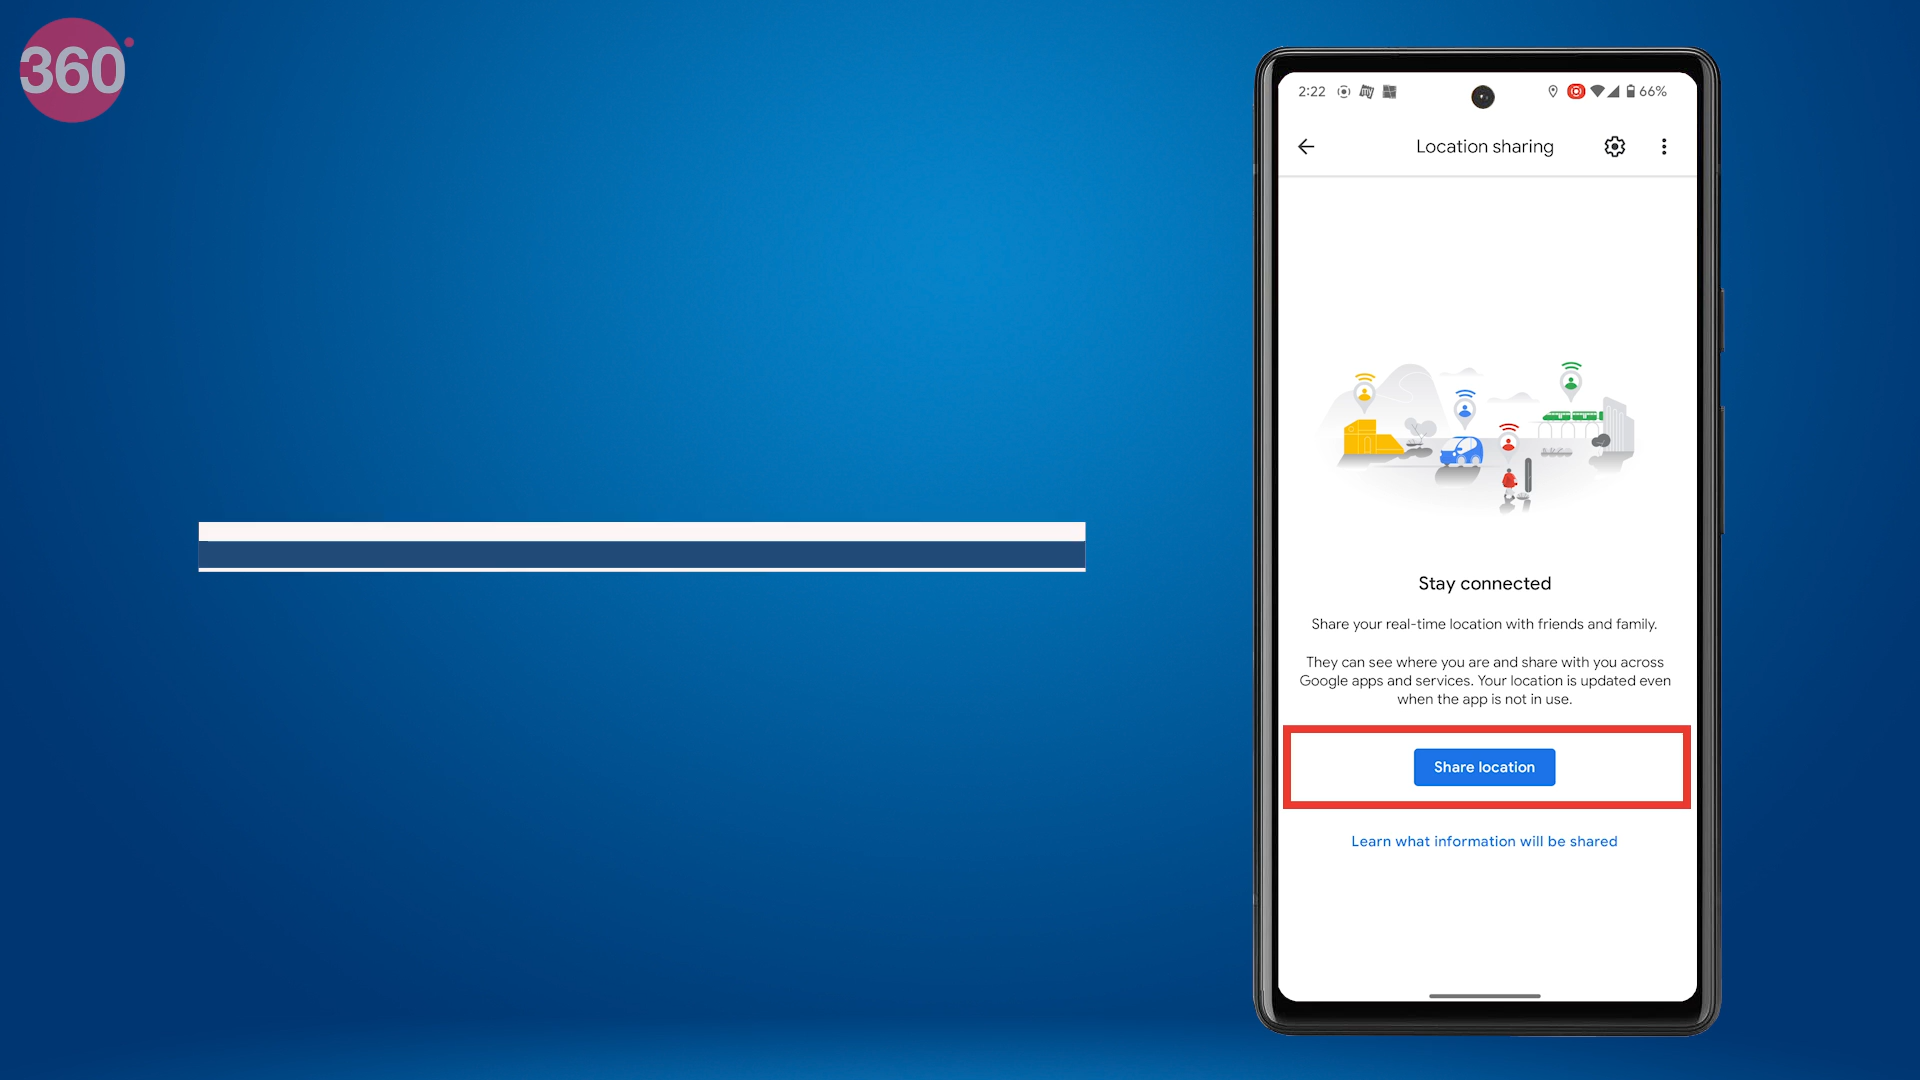 360
2:22
66%
Location sharing
Stay connected
Share your real-time location with friends and family.
They can see where you are and share with you across
Google apps and services. Your location is updated even
when the app is not in use.
Share location
Learn what information will be shared